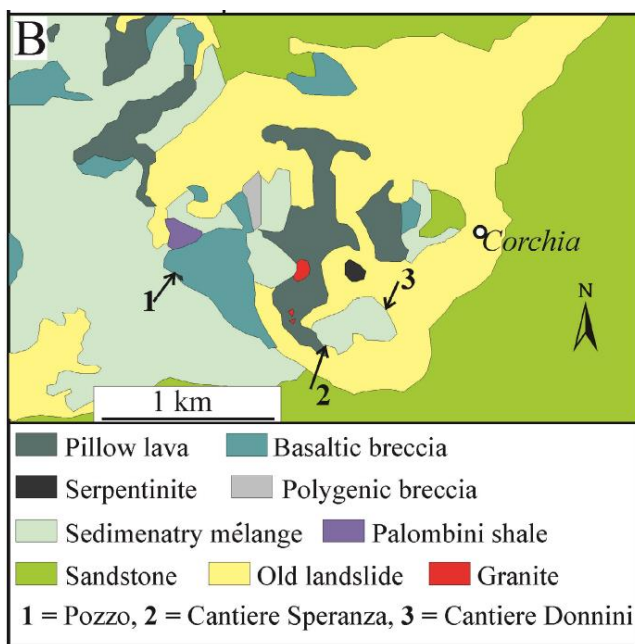 B
Corchia
1
3
N
2
1 km
Pillow lava Basaltic breccia
Serpentinite Polygenic breccia
Sedimenatry mélange Palombini shale
Sandstone Old landslide Granite
1 = Pozzo, 2 = Cantiere Speranza, 3 = Cantiere Donnini